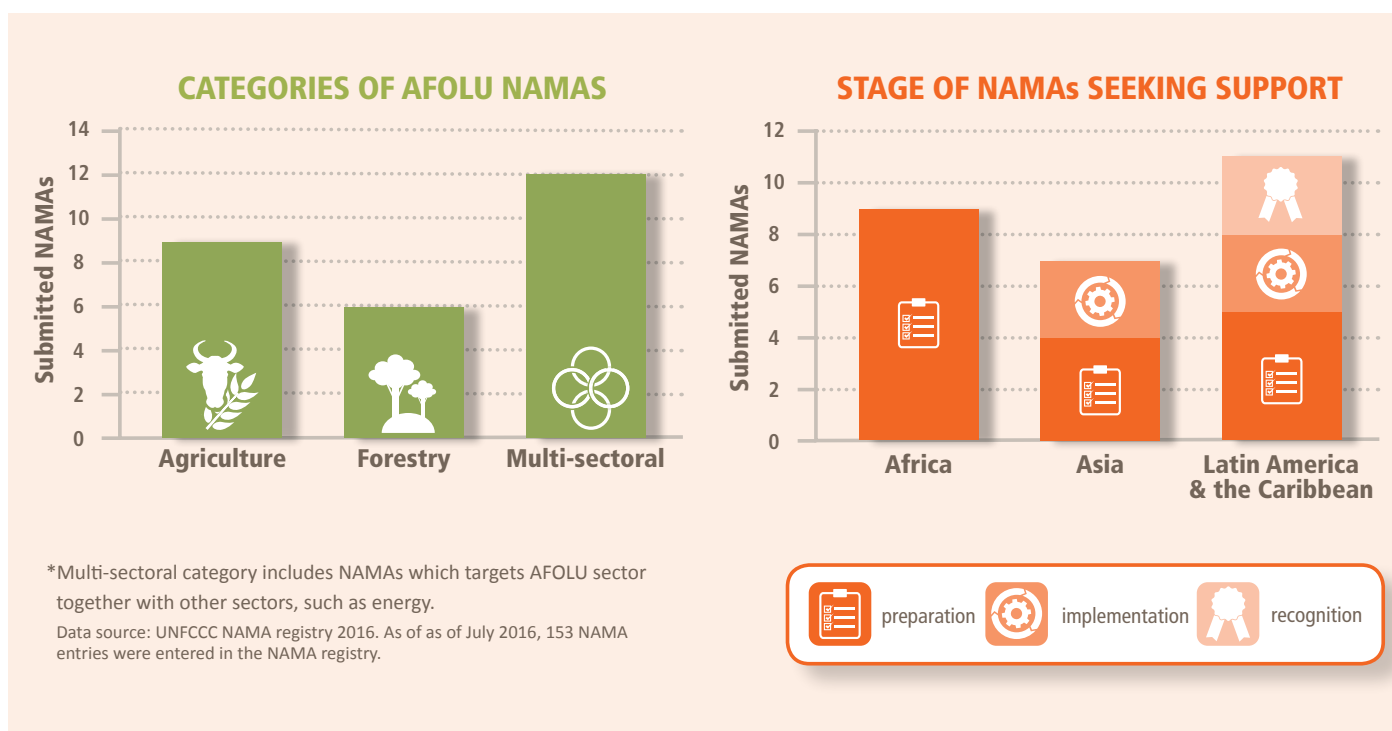 CATEGORIES OF AFOLU NAMAS
Submitted NAMAs
14
12
10
8
6
4
2
0
Agriculture
Forestry
Multi-sectoral
*Multi-sectoral category includes NAMAs which targets AFOLU sector
together with other sectors, such as energy.
Data source: UNFCCC NAMA registry 2016. As of as of July 2016, 153 NAMA
entries were entered in the NAMA registry.
STAGE OF NAMAs SEEKING SUPPORT
Submitted NAMAs
12
10
8
6
4
2
0
Africa
Asia
Latin America
& the Caribbean
preparation
implementation
recognition